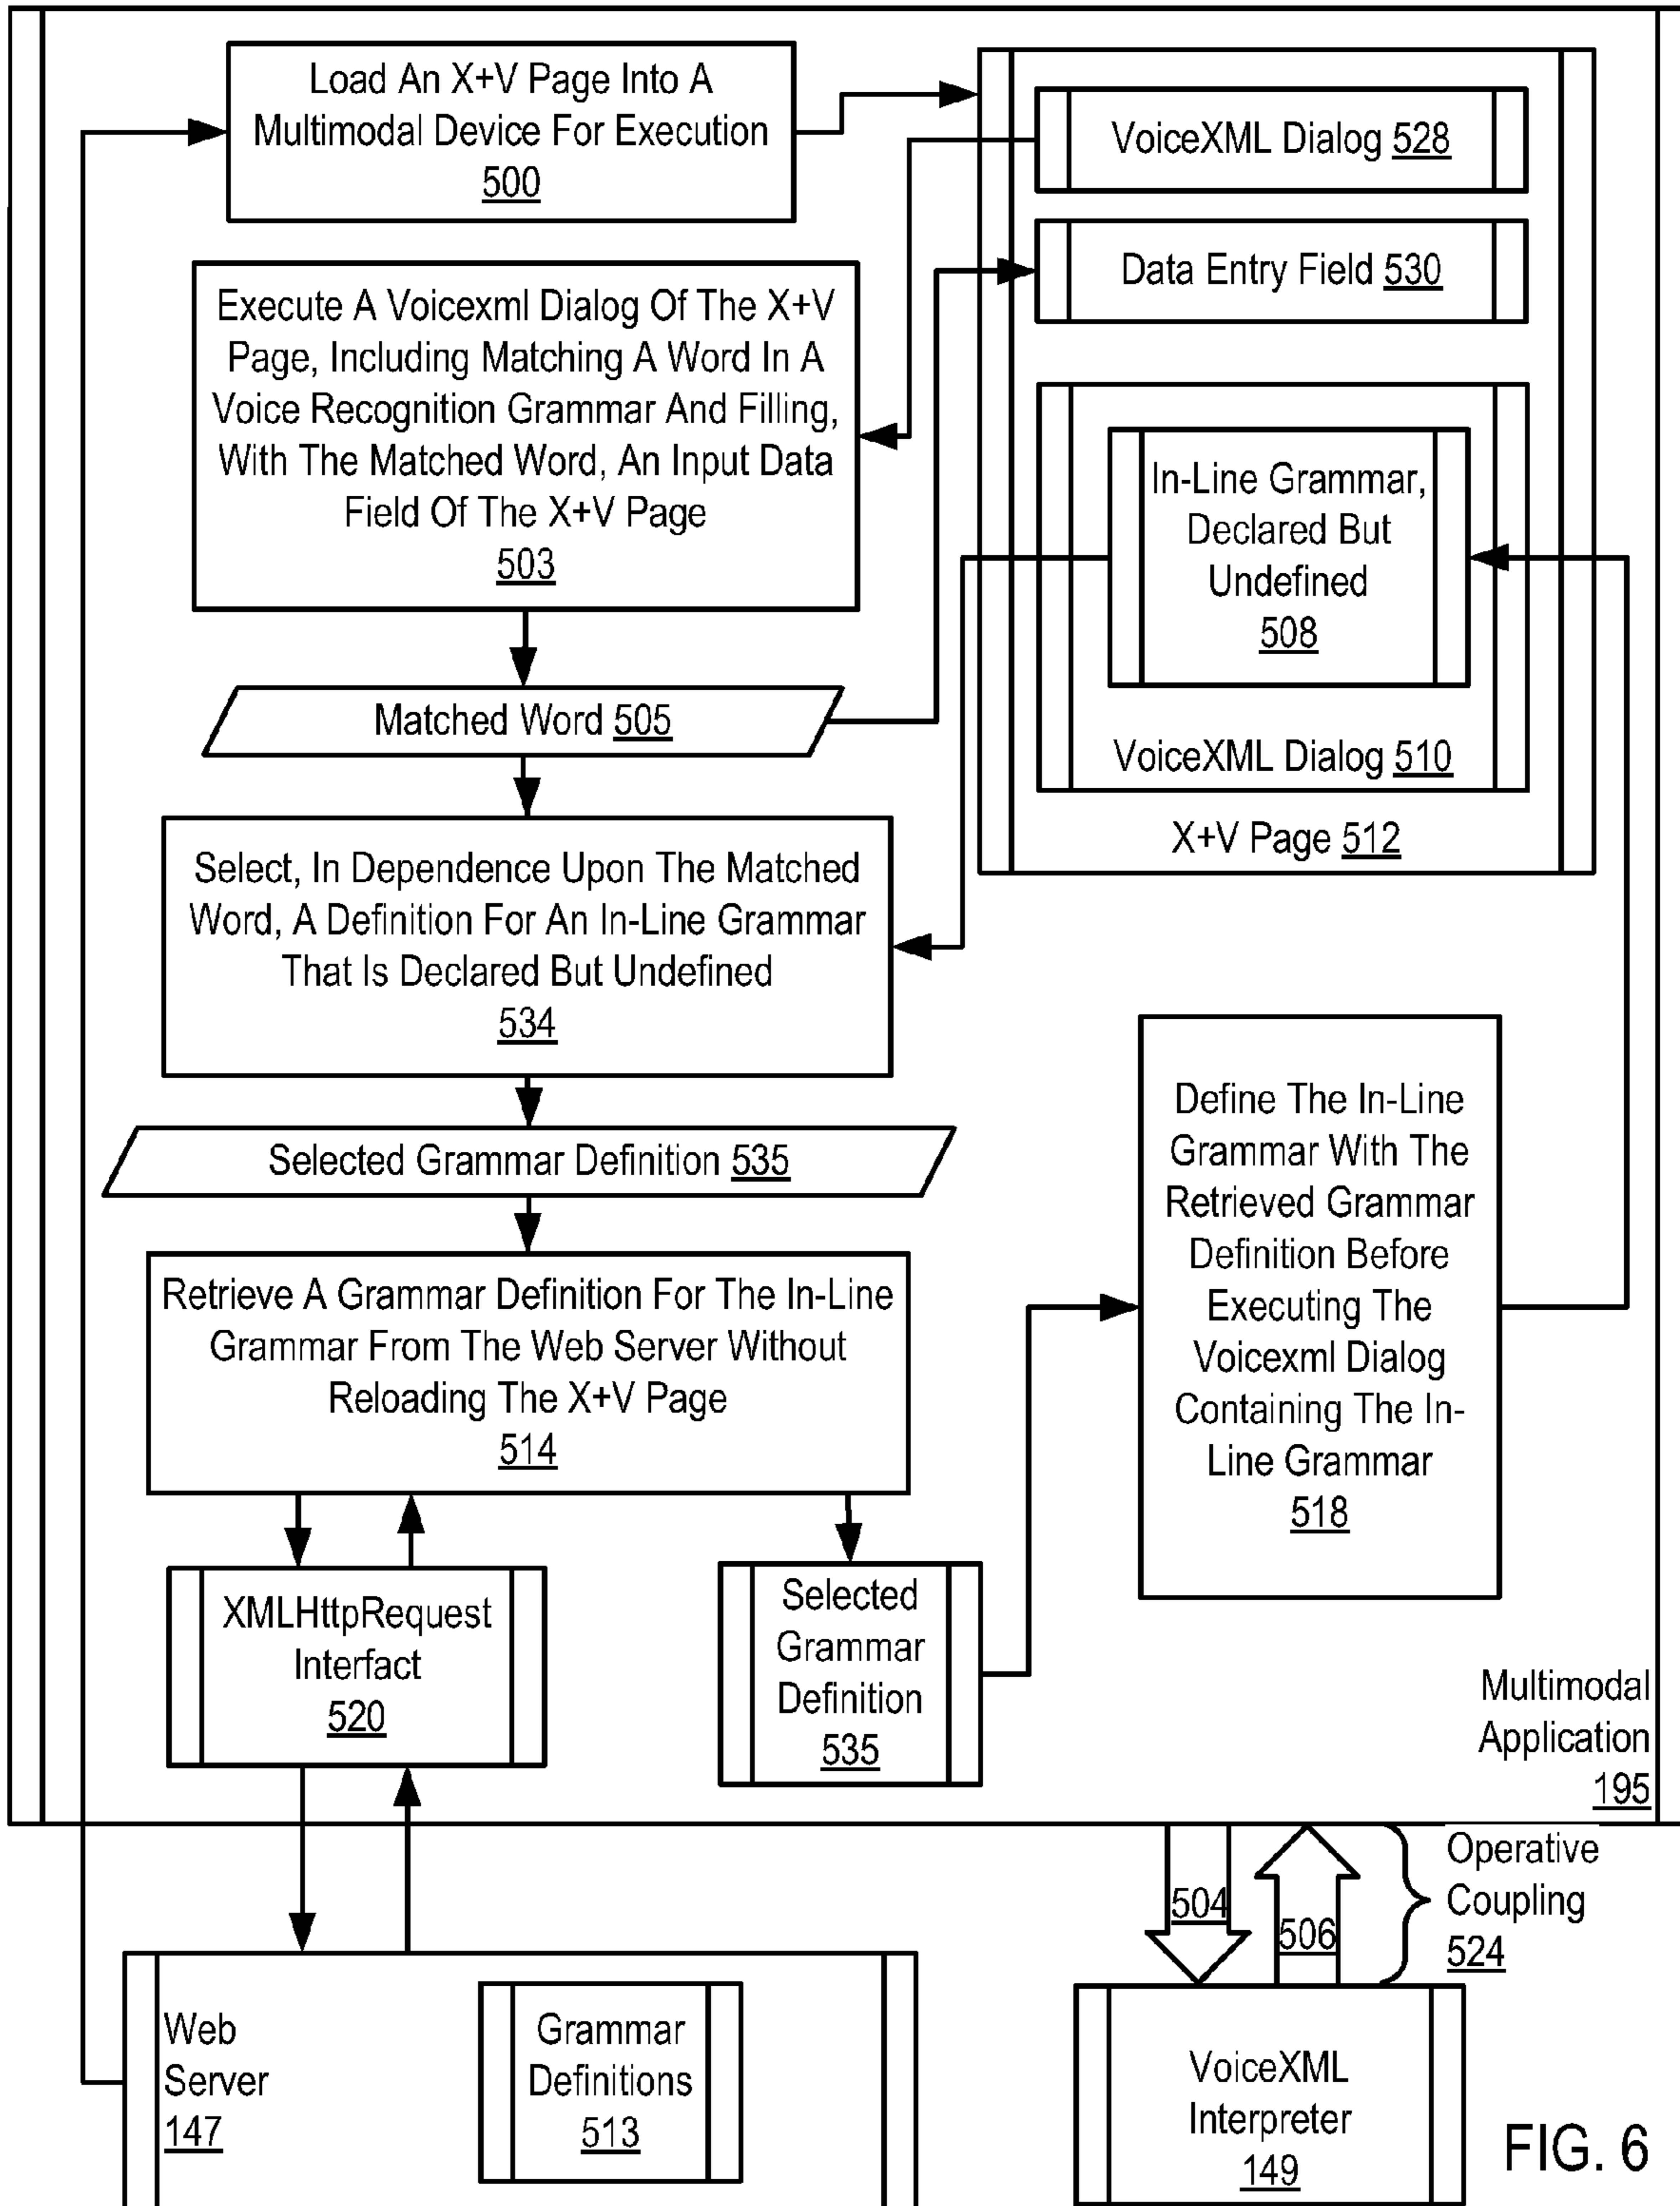 Load An X+V Page Into A
Multimodal Device For Execution
500
VoiceXML Dialog 528
Data Entry Field 530
Execute A Voicexml Dialog Of The X+V
Page, Including Matching A Word In A
Voice Recognition Grammar And Filling,
With The Matched Word, An Input Data
Field Of The X+V Page
503
In-Line Grammar,
Declared But
Undefined
508
VoiceXML Dialog 510
X+V Page 512
Matched Word 505
Select, In Dependence Upon The Matched
Word, A Definition For An In-Line Grammar
That Is Declared But Undefined
534
Selected Grammar Definition 535
Retrieve A Grammar Definition For The In-Line
Grammar From The Web Server Without
Reloading The X+V Page
514
Define The In-Line
Grammar With The
Retrieved Grammar
Definition Before
Executing The
Voicexml Dialog
Containing The In-
Line Grammar
518
XMLHttpRequest
Interfact
520
Selected
Grammar
Definition
535
Multimodal
Application
195
504
506
Operative
Coupling
524
Web
Server
147
Grammar
Definitions
513
VoiceXML
Interpreter
149
FIG. 6